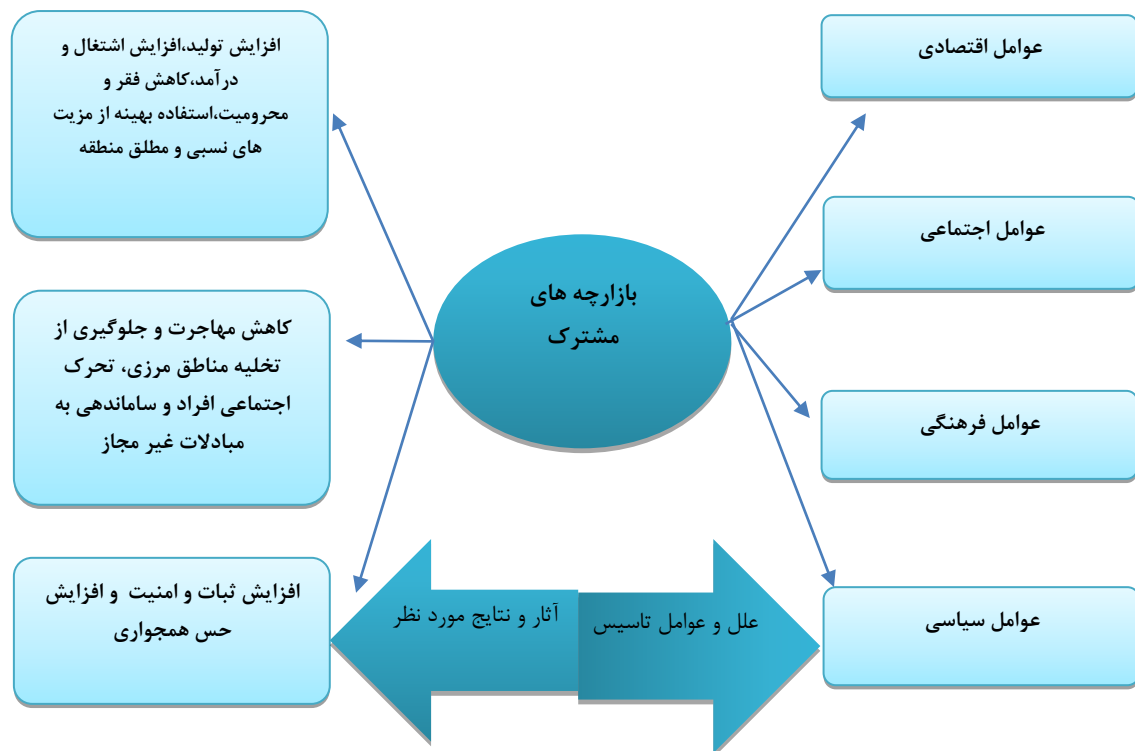 عوامل اقتصادی
عوامل اجتماعی
عوامل فرهنگی
عوامل سیاسی
بازارچه های
مشترک
علل و عوامل تاسیس
آثار و نتایج مورد نظر
افزایش تولید،افزایش اشتغال و
درآمد،کاهش فقر و
محرومیت،استفاده بهینه از مزیت
های نسبی و مطلق منطقه
کاهش مهاجرت و جلوگیری از
تخلیه مناطق مرزی، تحرک
اجتماعی افراد و ساماندهی به
مبادلات غیر مجاز
افزایش ثبات و امنیت و افزایش
حس همجواری